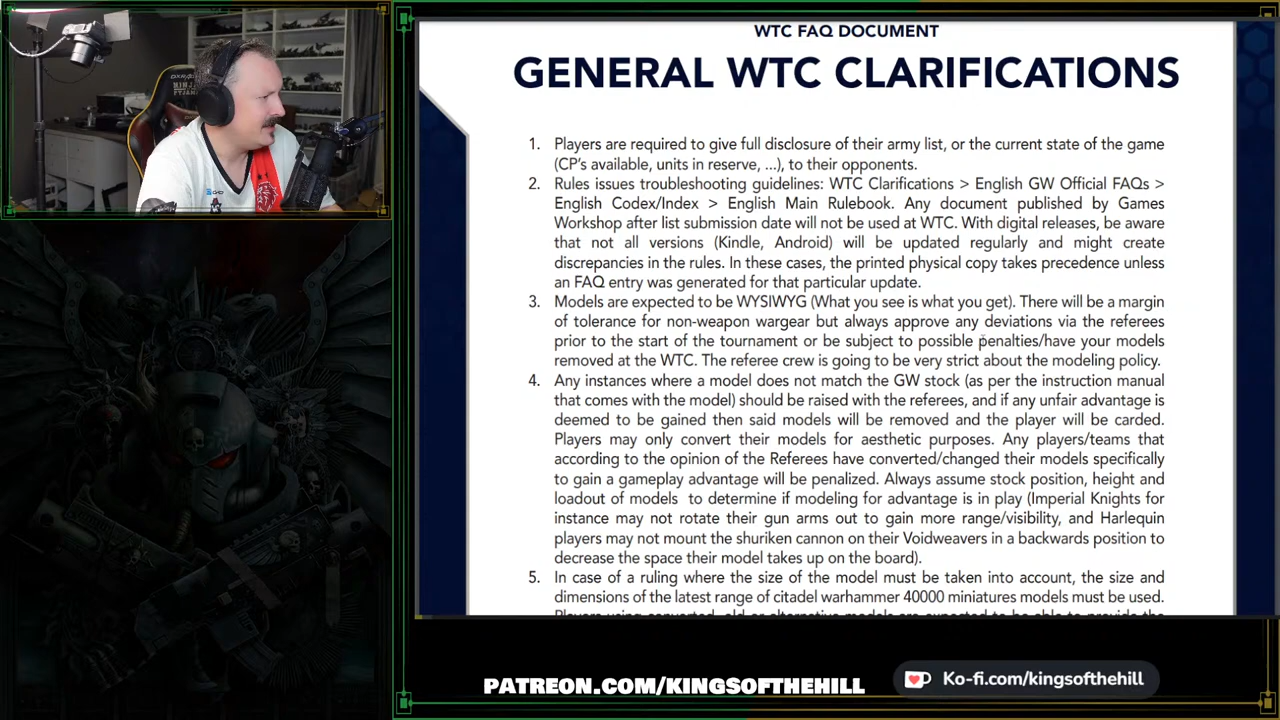 WTC FAQ DOCUMENT
GENERAL WTC CLARIFICATIONS
1. Players are required to give full disclosure of their army list, or the current state of the game
(CP's available, units in reserve, ...), to their opponents.
2. Rules issues troubleshooting guidelines: WTC Clarifications > English GW Official FAQs >
English Codex/Index > English Main Rulebook. Any document published by Games
Workshop after list submission date will not be used at WTC. With digital releases, be aware
that not all versions (Kindle, Android) will be updated regularly and might create
discrepancies in the rules. In these cases, the printed physical copy takes precedence unless
an FAQ entry was generated for that particular update.
3. Models are expected to be WYSIWYG (What you see is what you get). There will be a margin
of tolerance for non-weapon wargear but always approve any deviations via the referees
prior to the start of the tournament or be subject to possible penalties/have your models
removed at the WTC. The referee crew is going to be very strict about the modeling policy.
4. Any instances where a model does not match the GW stock (as per the instruction manual
that comes with the model) should be raised with the referees, and if any unfair advantage is
deemed to be gained then said models will be removed and the player will be carded.
Players may only convert their models for aesthetic purposes. Any players/teams that
according to the opinion of the Referees have converted/changed their models specifically
to gain a gameplay advantage will be penalized. Always assume stock position, height and
loadout of models to determine if modeling for advantage is in play (Imperial Knights for
instance may not rotate their gun arms out to gain more range/visibility, and Harlequin
players may not mount the shuriken cannon on their Voidweavers in a backwards position to
decrease the space their model takes up on the board).
5. In case of a ruling where the size of the model must be taken into account, the size and
dimensions of the latest range of citadel warhammer 40000 miniatures models must be used.
PATREON.COM/KINGSOFTHEHILL
Ko-fi.com/kingsofthehill